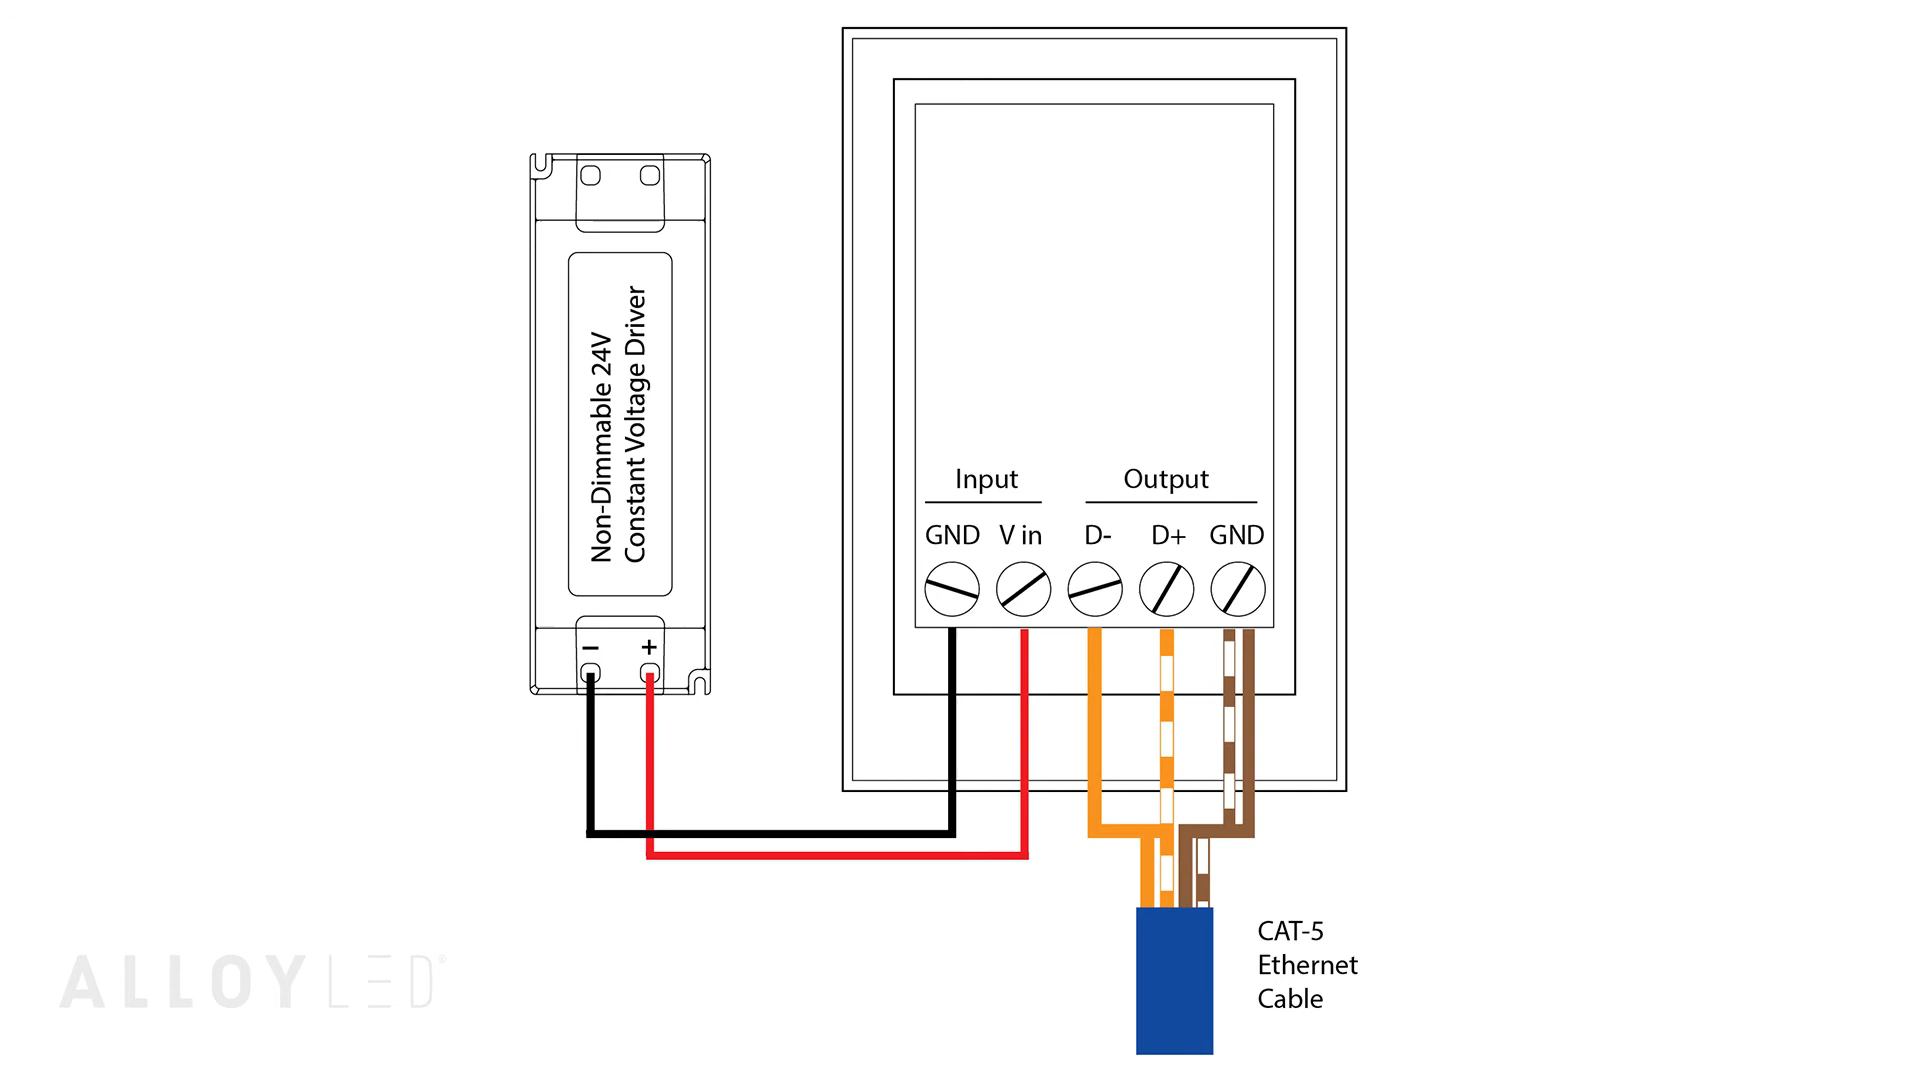 Non-Dimmable 24V
Constant Voltage Driver
− +
Input Output
GND V in D- D+ GND
CAT-5
Ethernet
Cable
ALLOYLED®